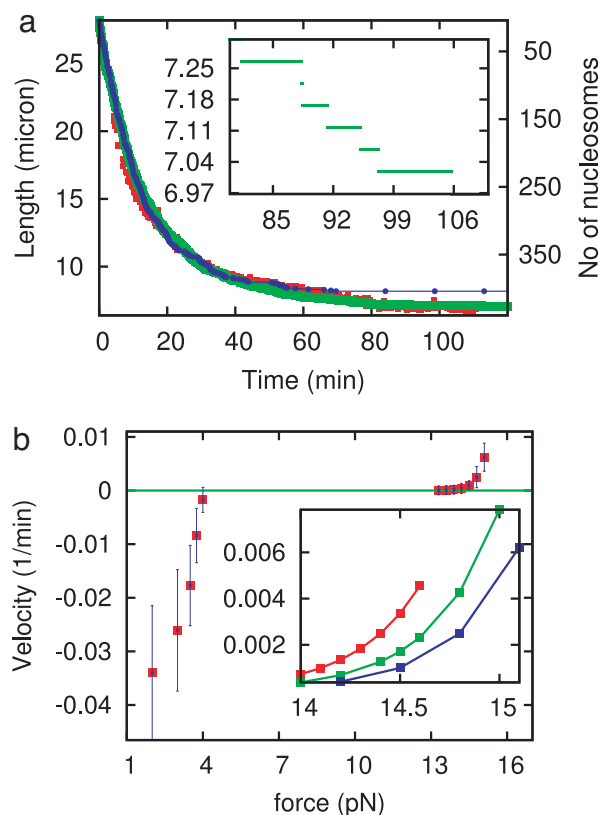 a
Length (micron)
25
20
15
10
7.25
7.18
7.11
7.04
6.97
85 92 99 106
50
150
250
350
No of nucleosomes
0 20 40 60 80 100
Time (min)
b
Velocity (1/min)
0.01
0
-0.01
-0.02
-0.03
-0.04
0.006
0.004
0.002
14 14.5 15
1 4 7 10 13 16
force (pN)